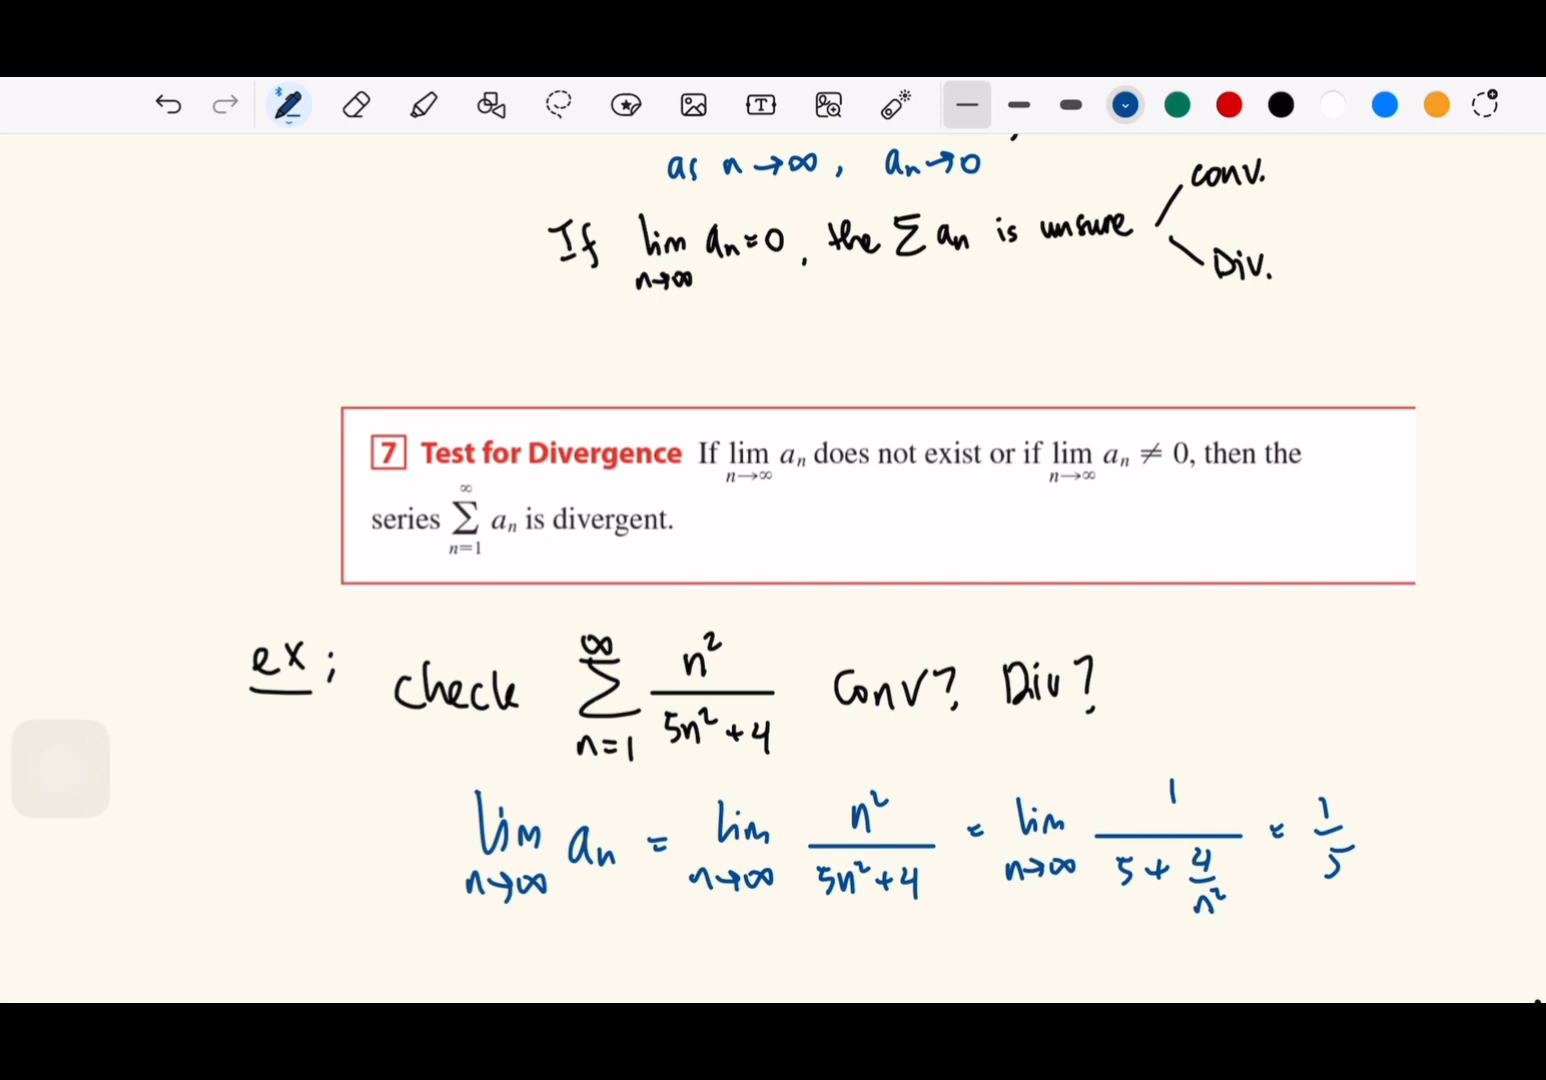 as n→∞, aₙ→0
If lim n→∞ aₙ=0, the Σ aₙ is unsure conv. Div.
7 Test for Divergence If lim n→∞ aₙ does not exist or if lim n→∞ aₙ ≠ 0, then the
series ∞ Σ n=1 aₙ is divergent.
ex; check ∞ Σ n=1 n²/(5n²+4) Conv? Div?
lim n→∞ aₙ = lim n→∞ n²/(5n²+4) = lim n→∞ 1/(5+4/n²) = 1/5